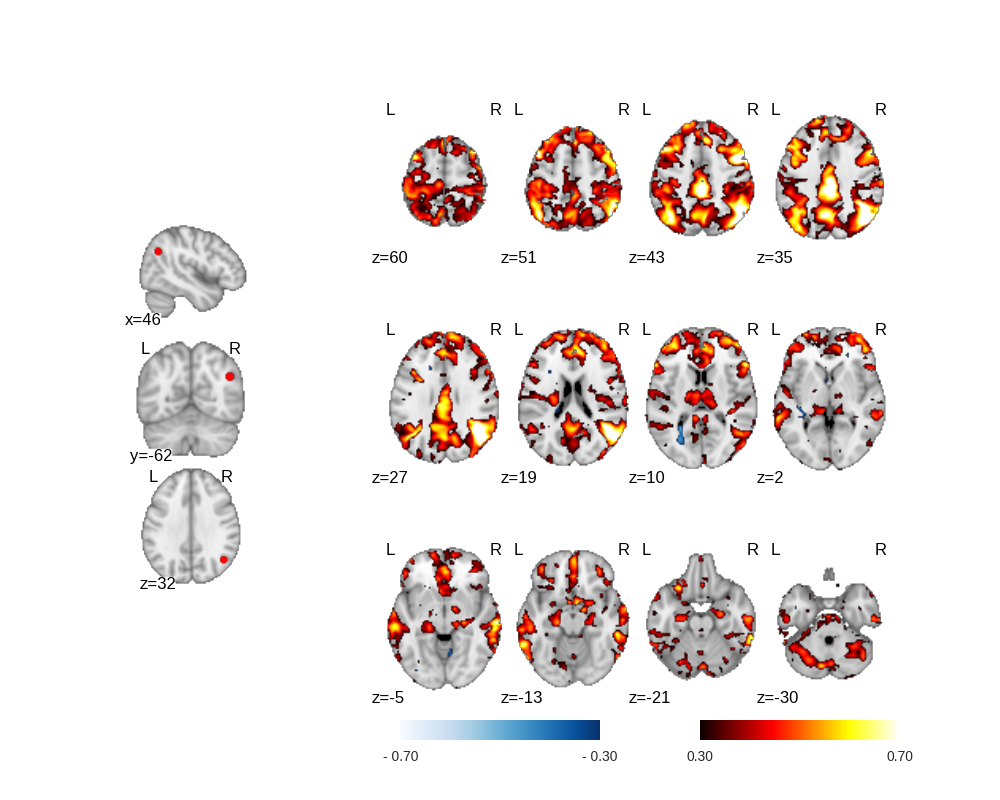 L R L R L R L R
z=60 z=51 z=43 z=35
x=46
L R L R L R L R
L R
z=27 z=19 z=10 z=2
y=-62
L R
L R L R L R L R
z=32
z=-5 z=-13 z=-21 z=-30
- 0.70 - 0.30 0.30 0.70